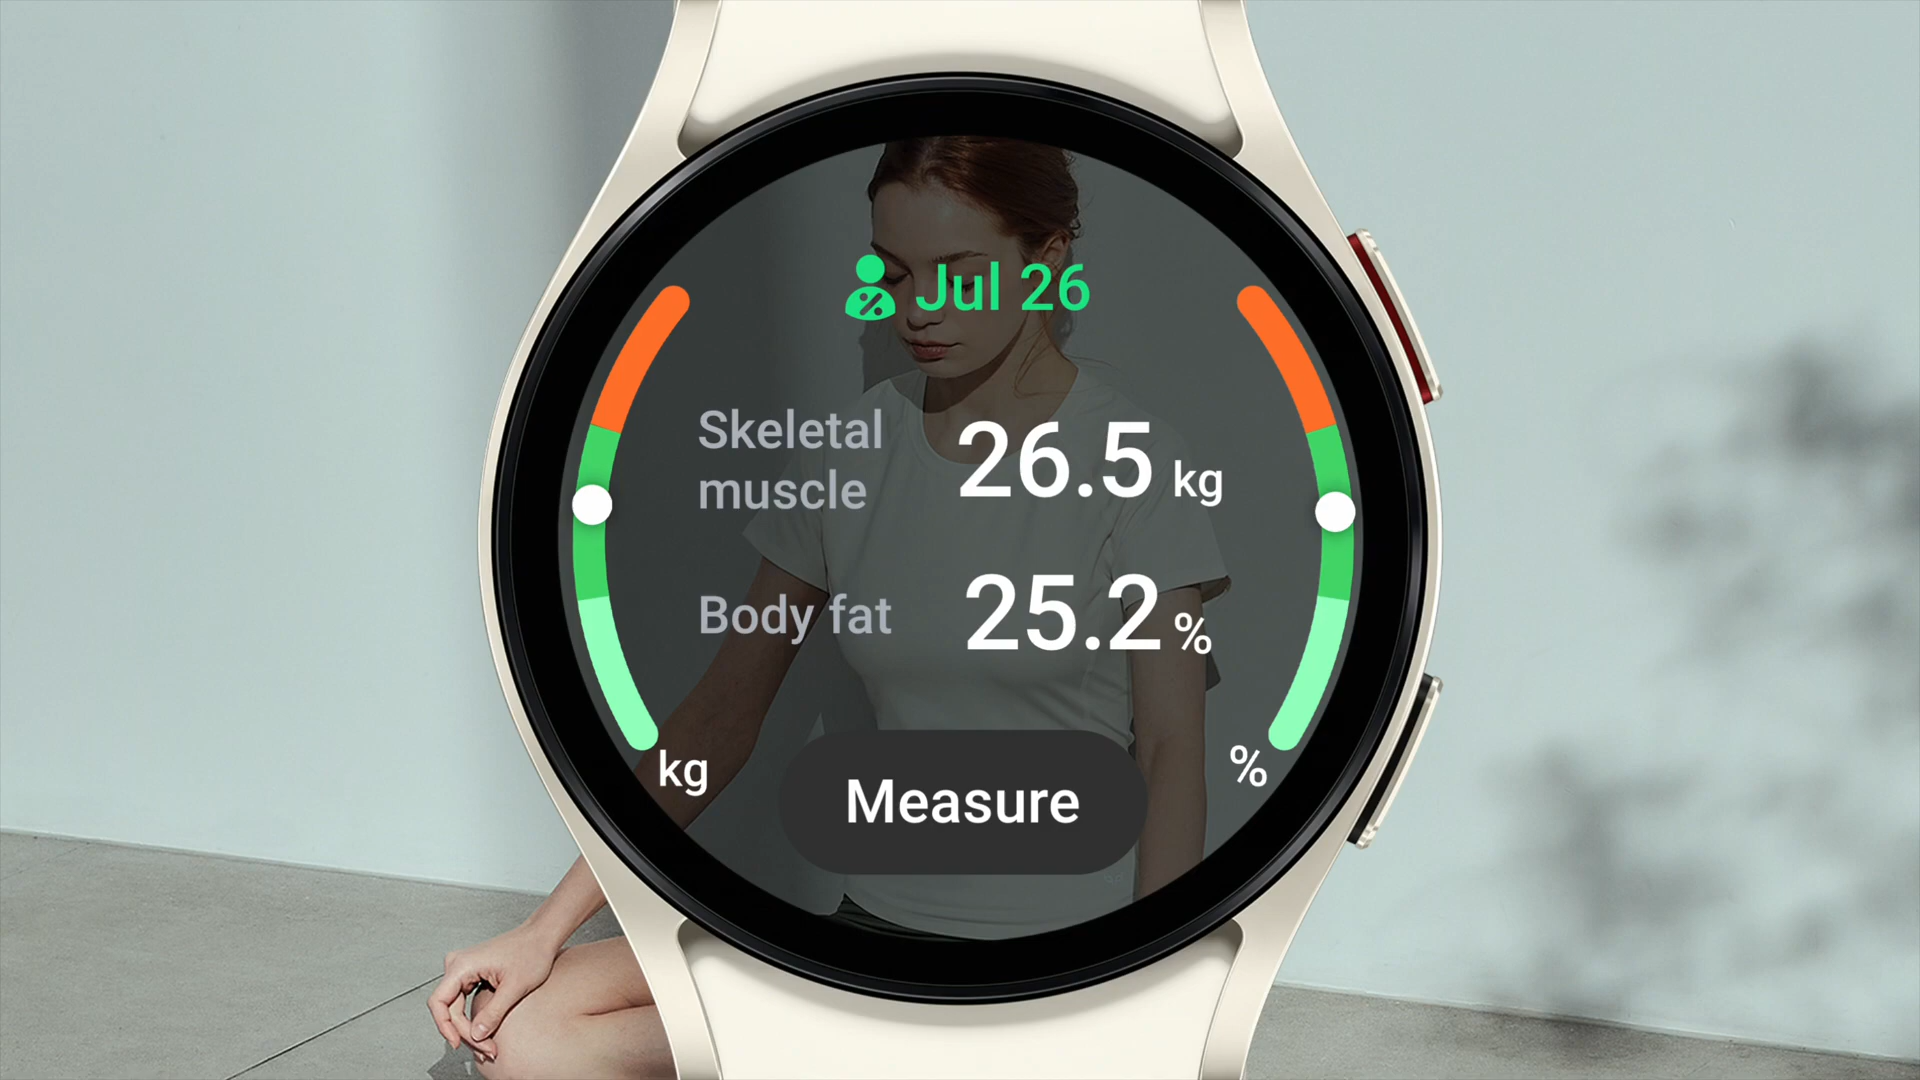 Jul 26
Skeletal
muscle
26.5 kg
Body fat
25.2 %
kg
%
Measure